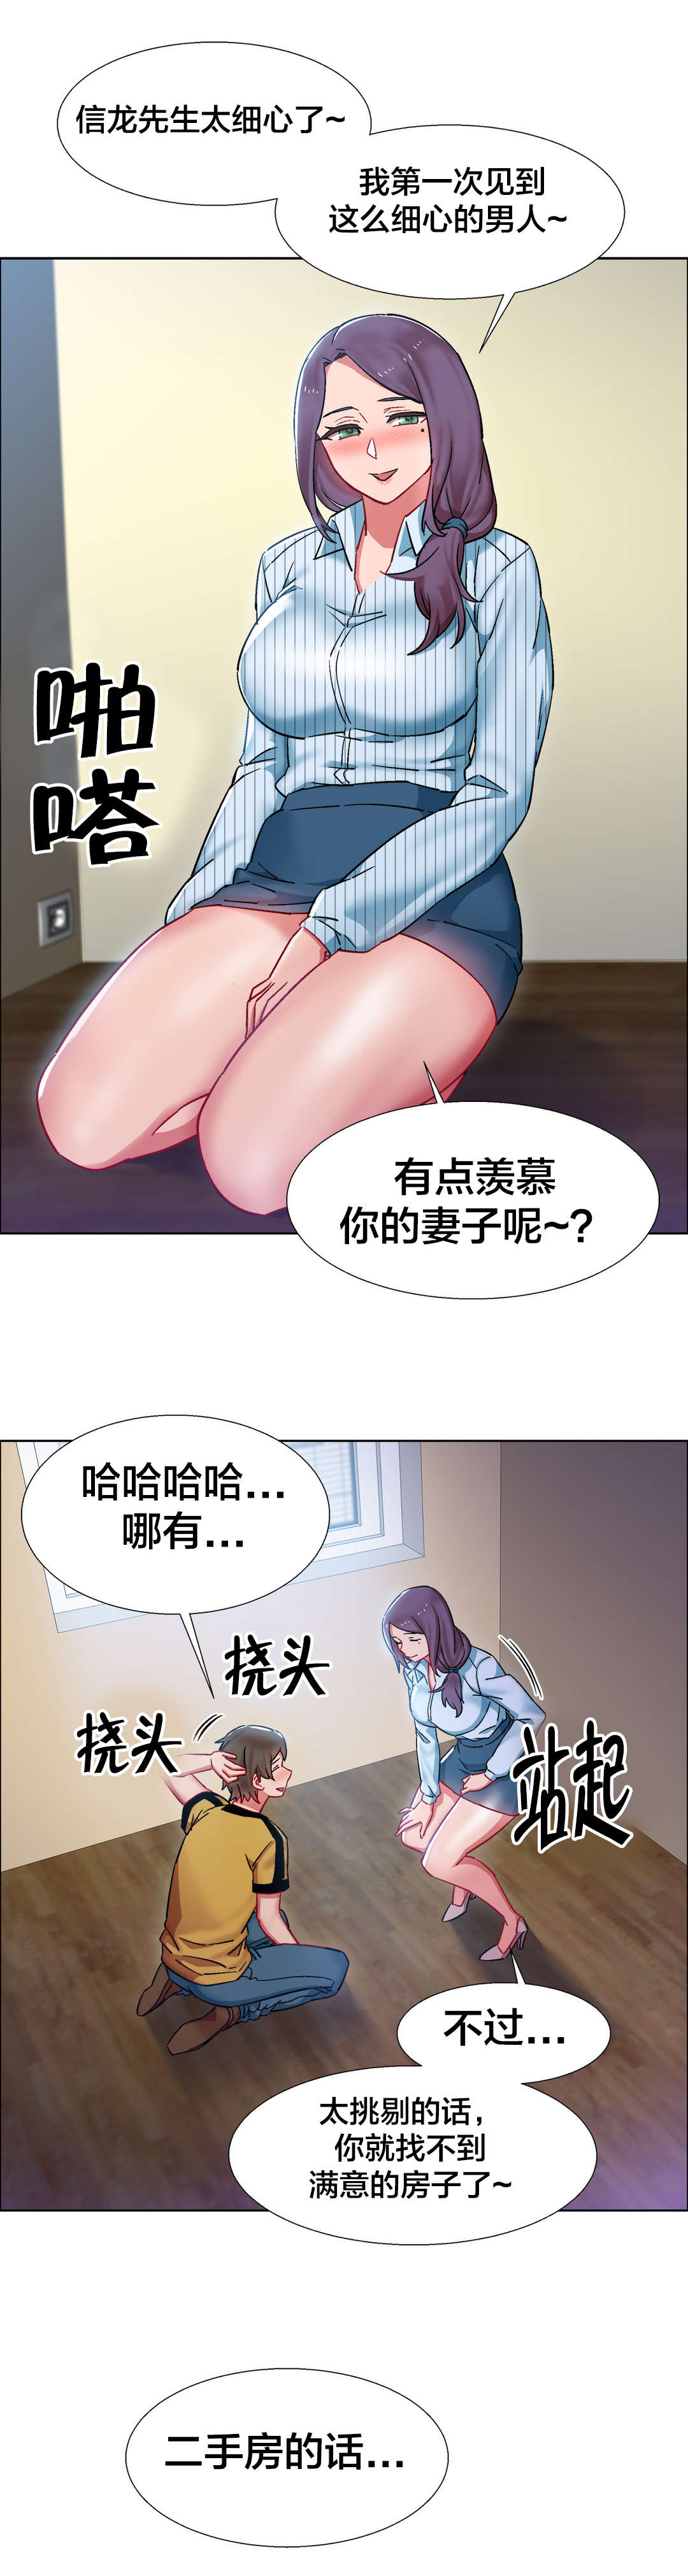 信龙先生太细心了~
我第一次见到
这么细心的男人~
啪
嗒
有点羡慕
你的妻子呢~?
哈哈哈哈...
哪有...
挠头
挠头
站起
不过...
太挑剔的话,
你就找不到
满意的房子了~
二手房的话...